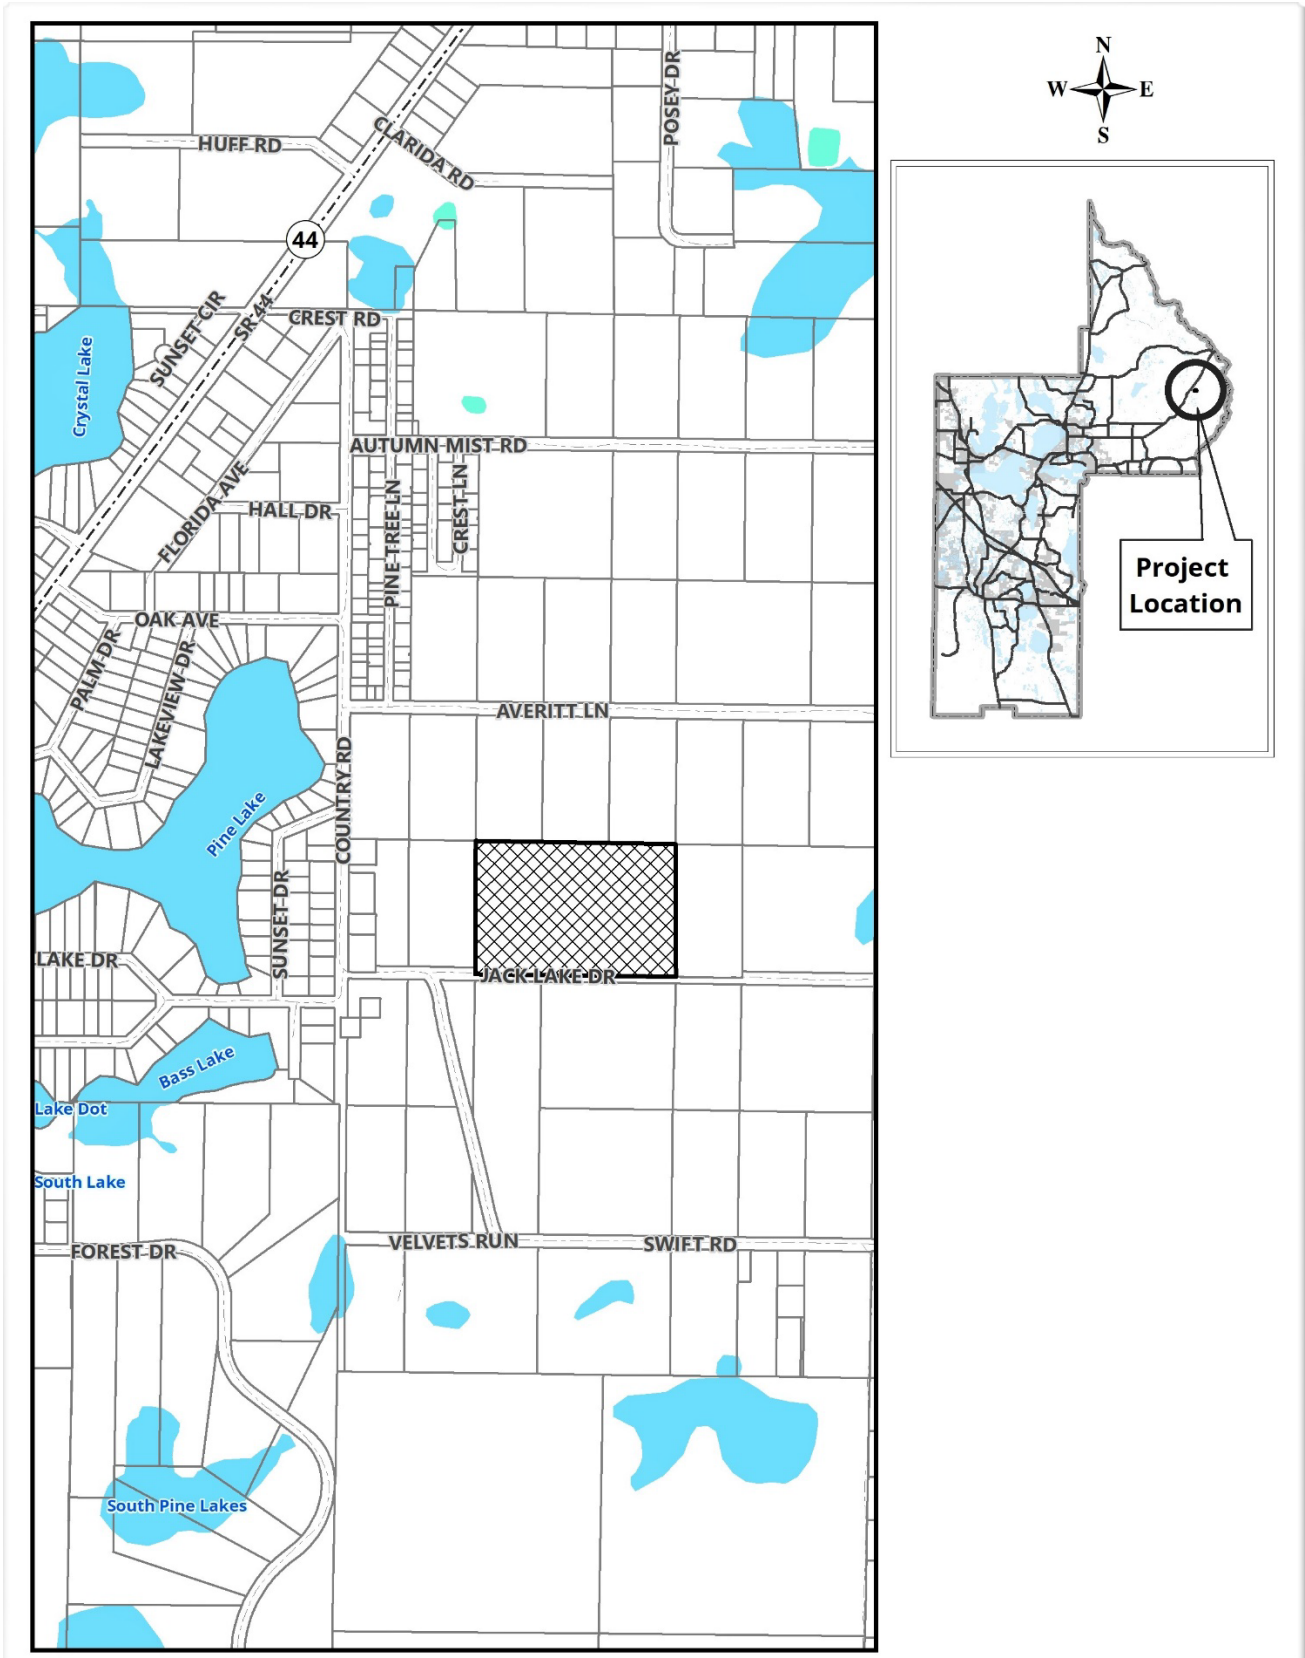 N
W
E
S
POSEY DR
CLARIDA RD
HUFF RD
44
SUNSET CIR
SR 44
CREST RD
Crystal Lake
AUTUMN MIST RD
FLORIDA AVE
HALL DR
PINE TREE LN
CREST LN
Project
Location
OAK AVE
PALM DR
LAKEVIEW DR
AVERITT LN
COUNTRY RD
Pine Lake
SUNSET DR
LAKE DR
JACK LAKE DR
Bass Lake
Lake Dot
South Lake
FOREST DR
VELVETS RUN
SWIFT RD
South Pine Lakes